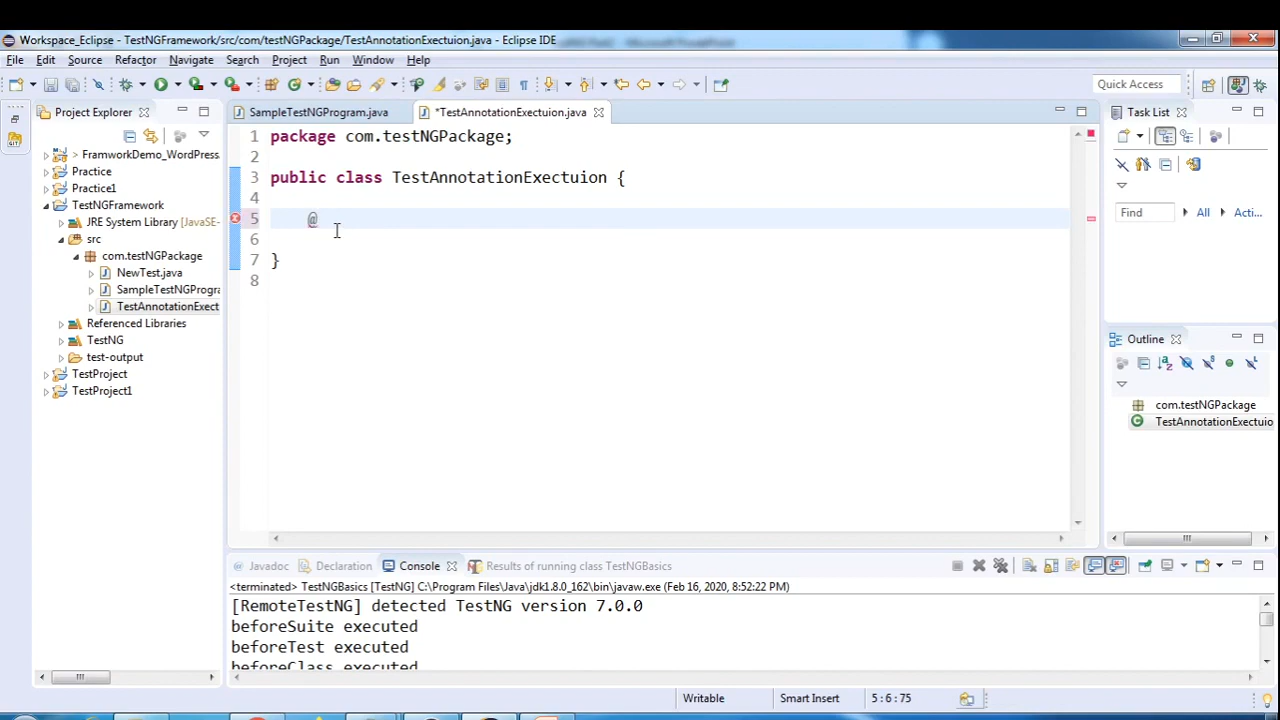 Workspace_Eclipse - TestNGFramework/src/com/testNGPackage/TestAnnotationExectuion.java - Eclipse IDE
File Edit Source Refactor Navigate Search Project Run Window Help
Quick Access
Project Explorer
SampleTestNGProgram.java
*TestAnnotationExectuion.java
Task List
> FramworkDemo_WordPress
Practice
Practice1
TestNGFramework
JRE System Library [JavaSE-
src
com.testNGPackage
NewTest.java
SampleTestNGProgra
TestAnnotationExect
Referenced Libraries
TestNG
test-output
TestProject
TestProject1
1 package com.testNGPackage;
2
3 public class TestAnnotationExectuion {
4
5 @
6
7 }
8
Find All Acti...
Outline
com.testNGPackage
TestAnnotationExectuio
Javadoc Declaration Console Results of running class TestNGBasics
<terminated> TestNGBasics [TestNG] C:\Program Files\Java\jdk1.8.0_162\bin\javaw.exe (Feb 16, 2020, 8:52:22 PM)
[RemoteTestNG] detected TestNG version 7.0.0
beforeSuite executed
beforeTest executed
beforeClass executed
Writable Smart Insert 5:6:75